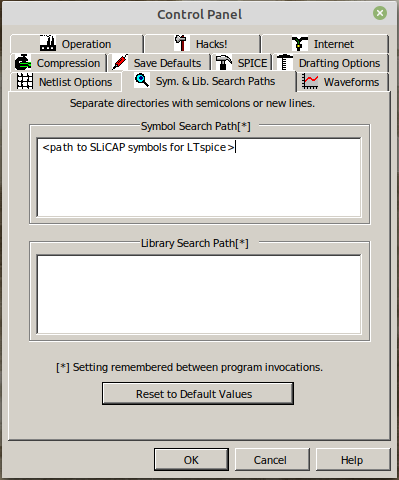 Control Panel
Operation Hacks! Internet
Compression Save Defaults SPICE Drafting Options
Netlist Options Sym. & Lib. Search Paths Waveforms
Separate directories with semicolons or new lines.
Symbol Search Path[*]
<path to SLiCAP symbols for LTspice>
Library Search Path[*]
[*] Setting remembered between program invocations.
Reset to Default Values
OK Cancel Help